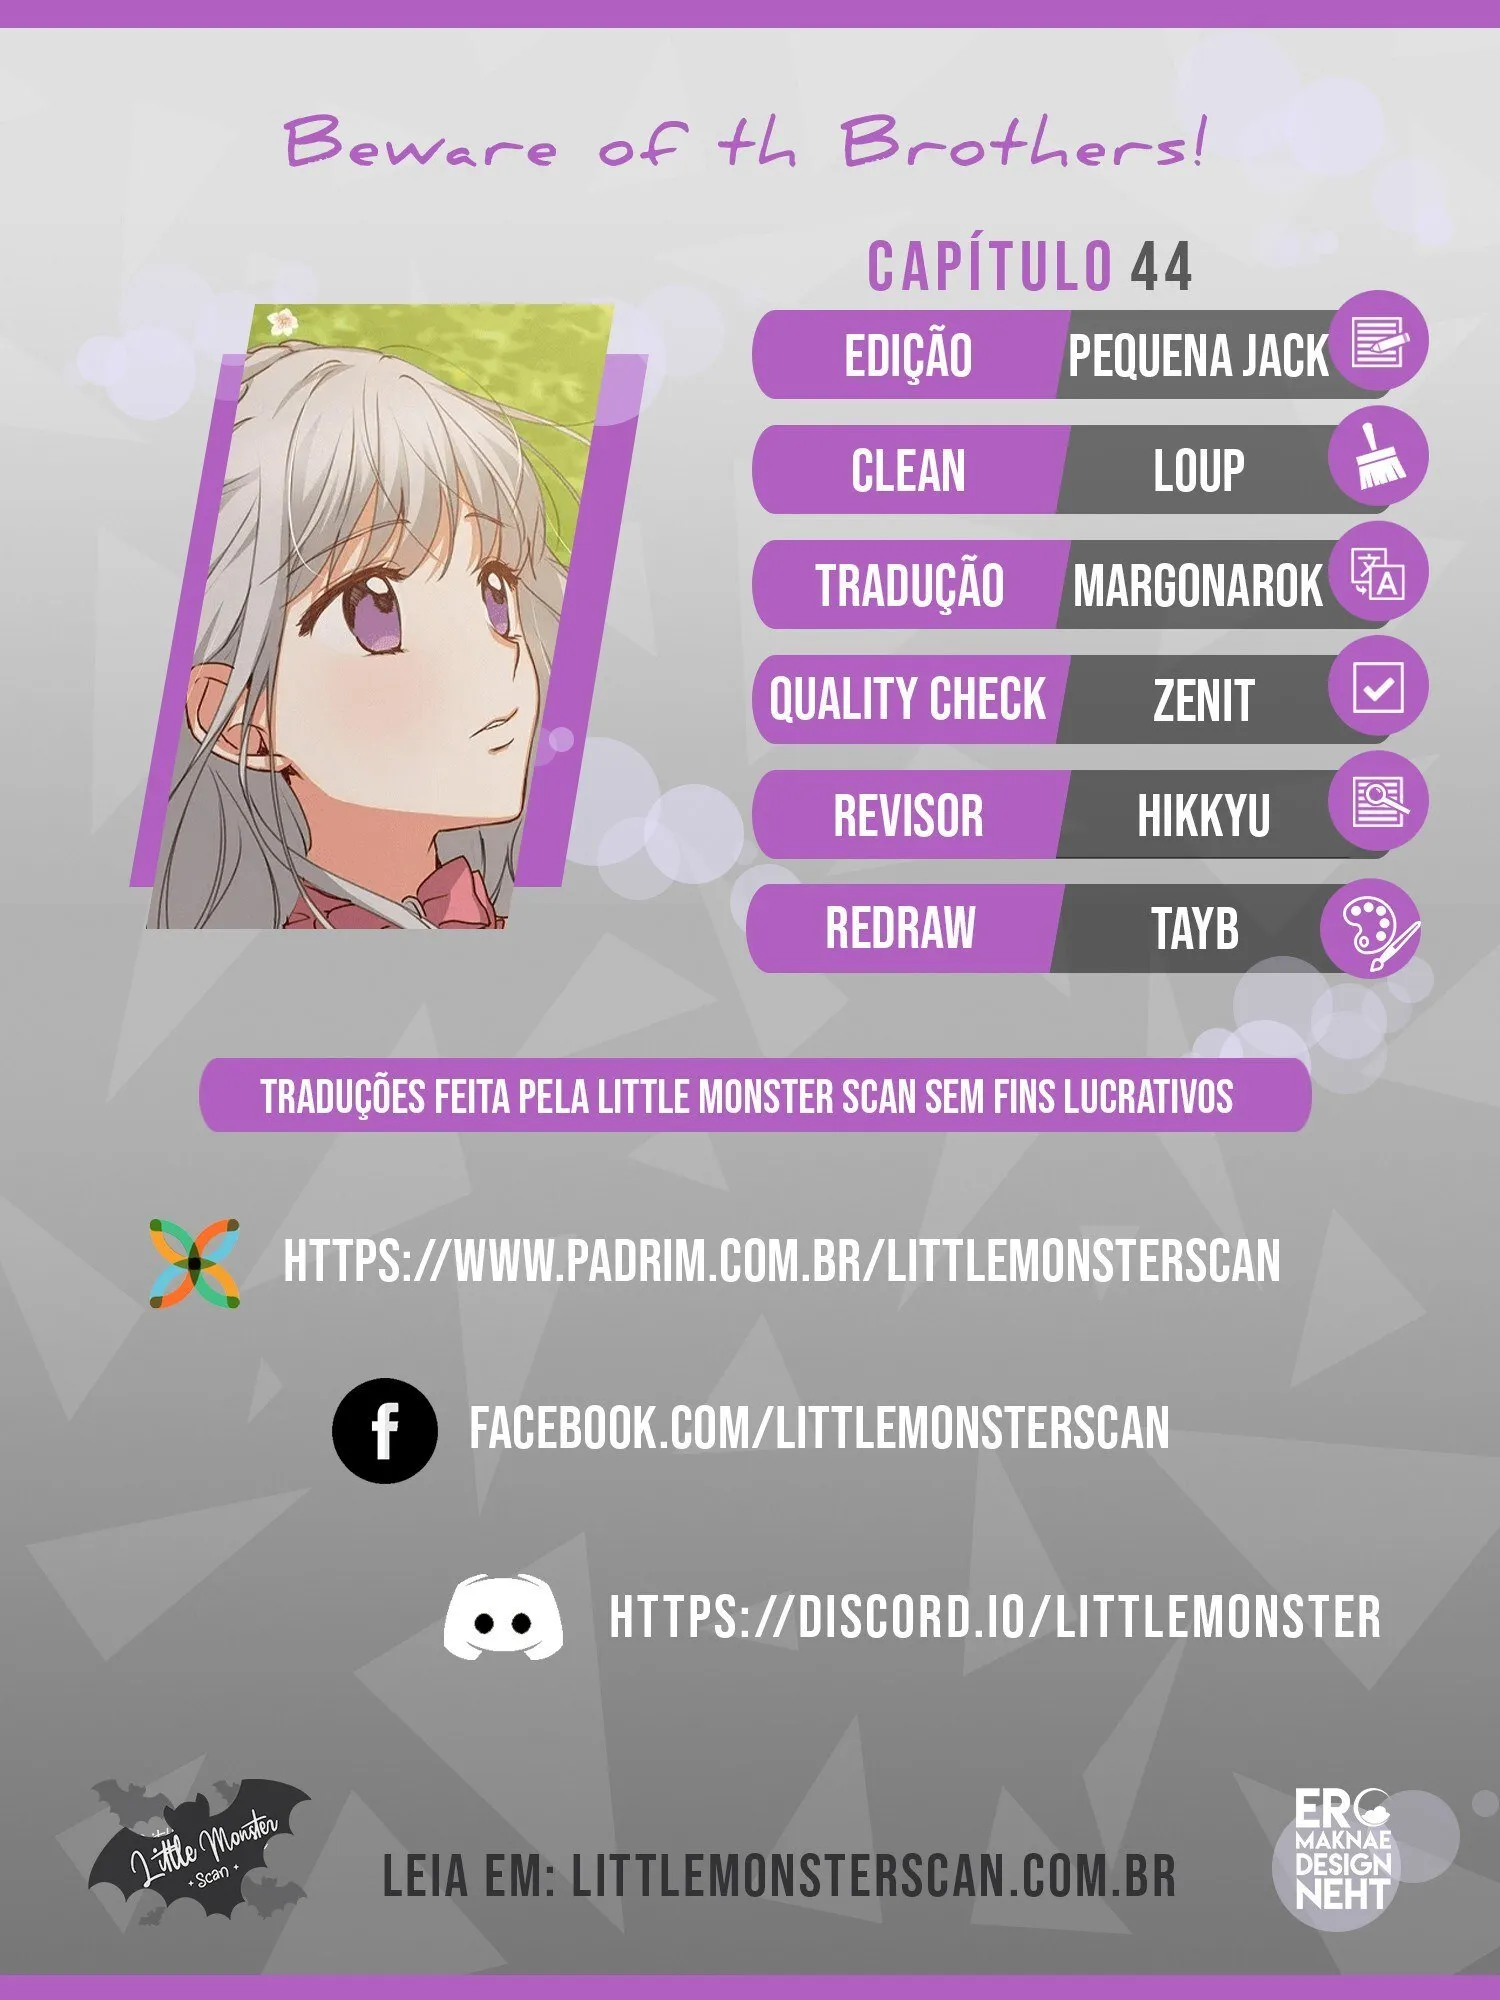 Beware of th Brothers!
CAPÍTULO 44
EDIÇÃO PEQUENA JACK
CLEAN LOUP
TRADUÇÃO MARGONAROK
QUALITY CHECK ZENIT
REVISOR HIKKYU
REDRAW TAYB
TRADUÇÕES FEITA PELA LITTLE MONSTER SCAN SEM FINS LUCRATIVOS
HTTPS://WWW.PADRIM.COM.BR/LITTLEMONSTERSCAN
f
FACEBOOK.COM/LITTLEMONSTERSCAN
HTTPS://DISCORD.IO/LITTLEMONSTER
Little Monster
Scan
LEIA EM: LITTLEMONSTERSCAN.COM.BR
ERO
MAKNAE
DESIGN
NEHT